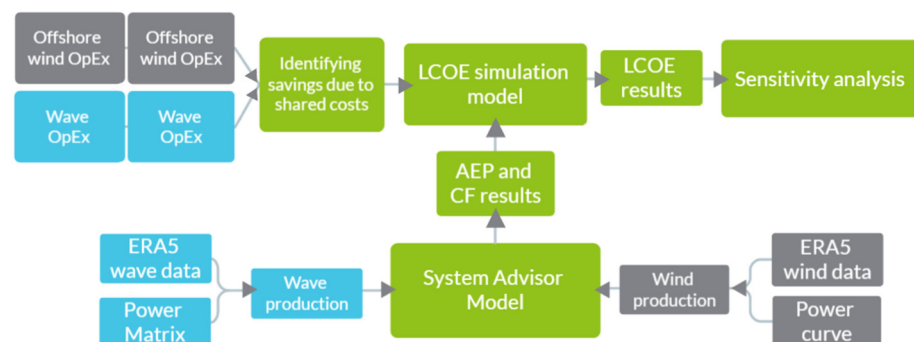 Offshore
wind OpEx
Offshore
wind OpEx
Wave
OpEx
Wave
OpEx
Identifying
savings due to
shared costs
LCOE simulation
model
LCOE
results
Sensitivity analysis
AEP and
CF results
ERA5
wave data
Power
Matrix
Wave
production
System Advisor
Model
Wind
production
ERA5
wind data
Power
curve